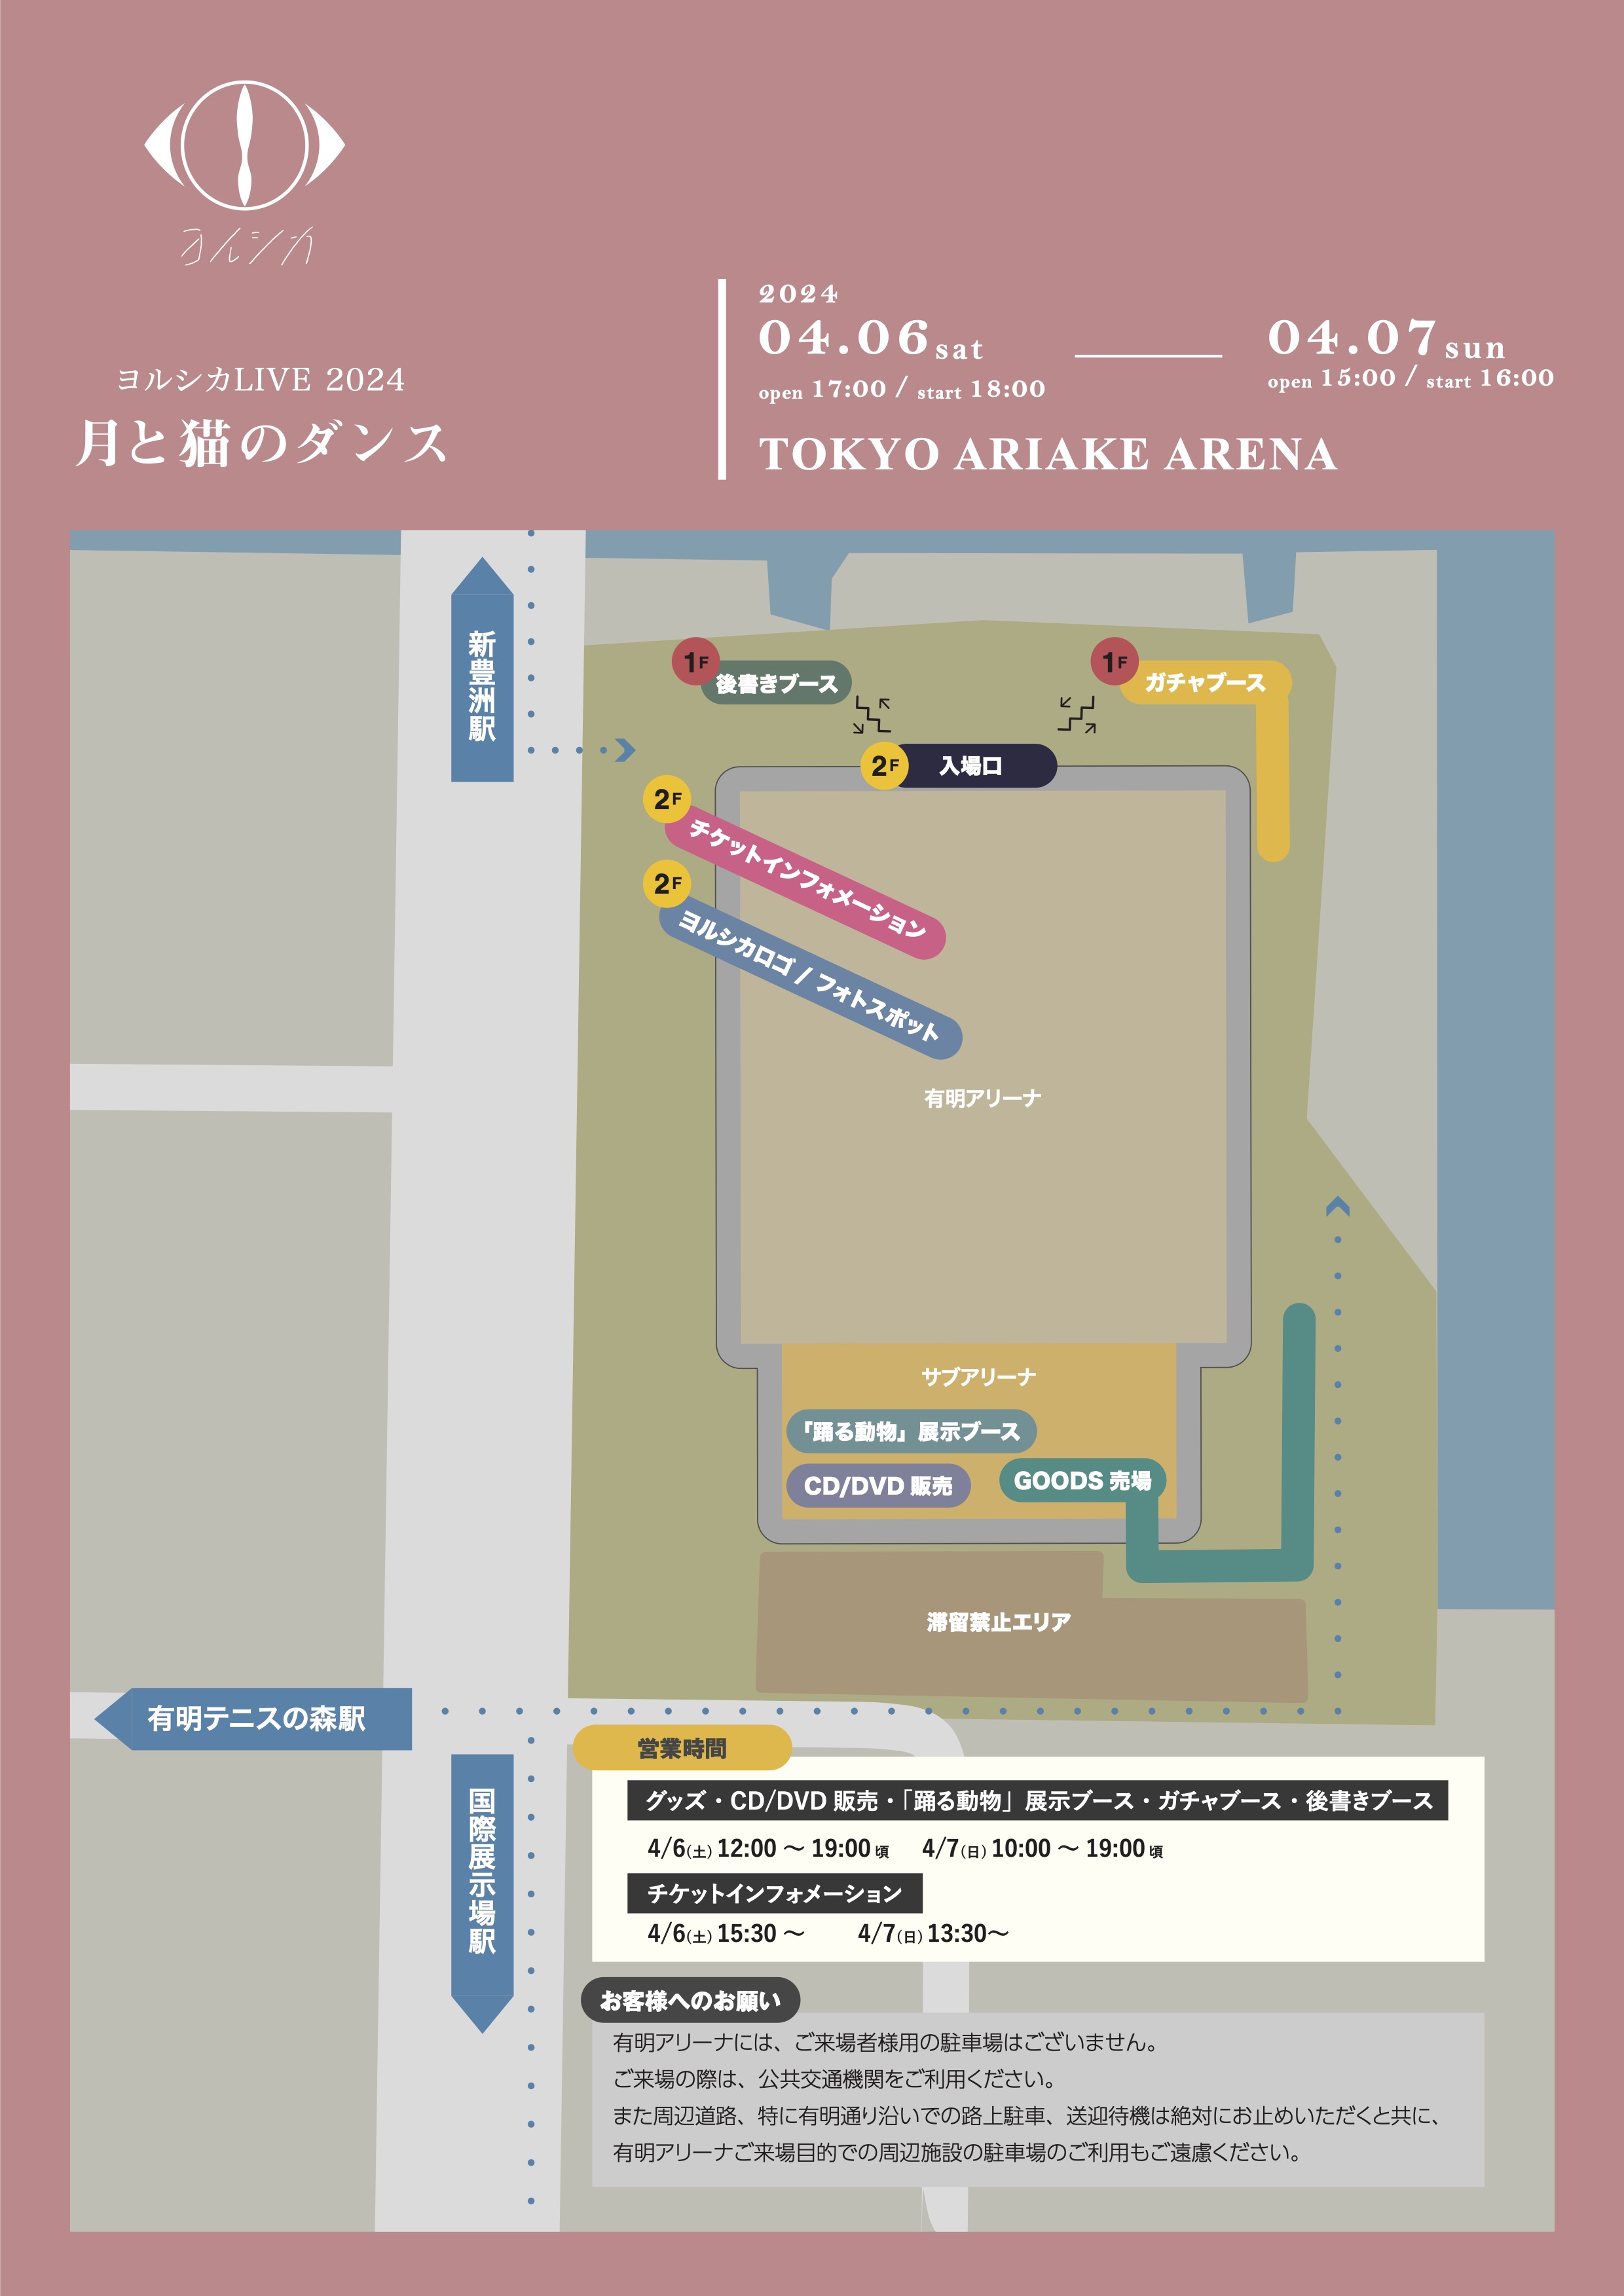 ヨルシカ
ヨルシカLIVE 2024
月と猫のダンス
2024
04.06 sat
open 17:00 / start 18:00
04.07 sun
open 15:00 / start 16:00
TOKYO ARIAKE ARENA
新豊洲駅
1F
後書きブース
1F
ガチャブース
2F
入場口
2F
チケットインフォメーション
2F
ヨルシカロゴ / フォトスポット
有明アリーナ
サブアリーナ
「踊る動物」展示ブース
CD/DVD 販売
GOODS 売場
滞留禁止エリア
有明テニスの森駅
国際展示場駅
営業時間
グッズ・CD/DVD 販売・「踊る動物」展示ブース・ガチャブース・後書きブース
4/6(土) 12:00 〜 19:00 頃 4/7(日) 10:00 〜 19:00 頃
チケットインフォメーション
4/6(土) 15:30 〜 4/7(日) 13:30〜
お客様へのお願い
有明アリーナには、ご来場者様用の駐車場はございません。
ご来場の際は、公共交通機関をご利用ください。
また周辺道路、特に有明通り沿いでの路上駐車、送迎待機は絶対にお止めいただくと共に、
有明アリーナご来場目的での周辺施設の駐車場のご利用もご遠慮ください。